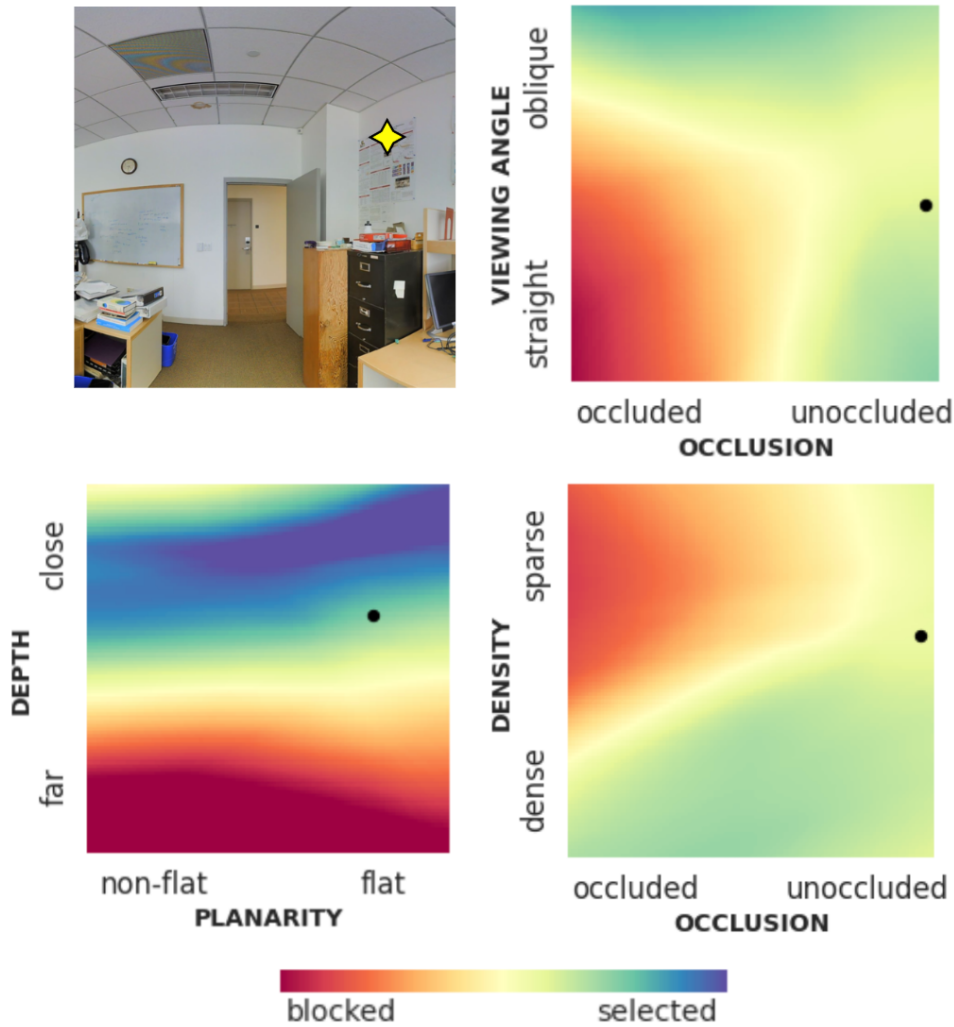 VIEWING ANGLE
oblique
straight
occluded unoccluded
OCCLUSION
DEPTH
close
far
non-flat flat
PLANARITY
DENSITY
sparse
dense
occluded unoccluded
OCCLUSION
blocked selected